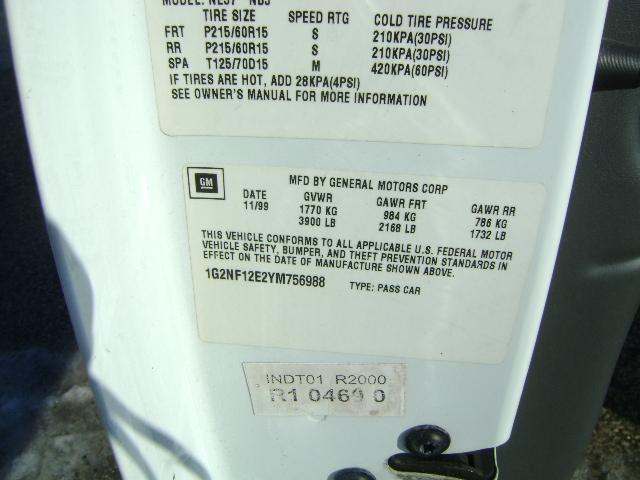 MODEL: NE37 NB5
TIRE SIZE SPEED RTG COLD TIRE PRESSURE
FRT P215/60R15 S 210KPA(30PSI)
RR P215/60R15 S 210KPA(30PSI)
SPA T125/70D15 M 420KPA(60PSI)
IF TIRES ARE HOT, ADD 28KPA(4PSI)
SEE OWNER'S MANUAL FOR MORE INFORMATION
GM
MFD BY GENERAL MOTORS CORP
DATE GVWR GAWR FRT GAWR RR
11/99 1770 KG 984 KG 786 KG
3900 LB 2168 LB 1732 LB
THIS VEHICLE CONFORMS TO ALL APPLICABLE U.S. FEDERAL MOTOR
VEHICLE SAFETY, BUMPER, AND THEFT PREVENTION STANDARDS IN
EFFECT ON THE DATE OF MANUFACTURE SHOWN ABOVE.
1G2NF12E2YM756988 TYPE: PASS CAR
INDT01 R2000